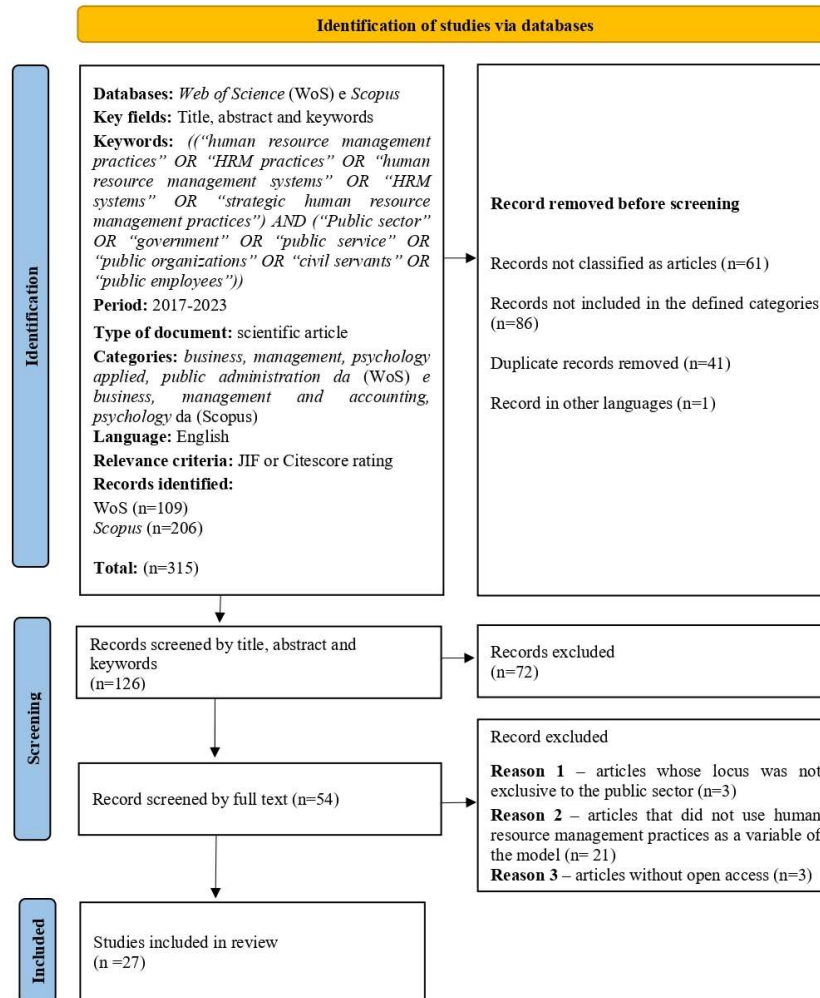 Identification of studies via databases
Identification
Databases: Web of Science (WoS) e Scopus
Key fields: Title, abstract and keywords
Keywords: ((“human resource management
practices” OR “HRM practices” OR “human
resource management systems” OR “HRM
systems” OR “strategic human resource
management practices”) AND (“Public sector”
OR “government” OR “public service” OR
“public organizations” OR “civil servants” OR
“public employees”))
Period: 2017-2023
Type of document: scientific article
Categories: business, management, psychology
applied, public administration da (WoS) e
business, management and accounting,
psychology da (Scopus)
Language: English
Relevance criteria: JIF or Citescore rating
Records identified:
WoS (n=109)
Scopus (n=206)
Total: (n=315)
Record removed before screening
Records not classified as articles (n=61)
Records not included in the defined categories
(n=86)
Duplicate records removed (n=41)
Record in other languages (n=1)
Screening
Records screened by title, abstract and
keywords
(n=126)
Records excluded
(n=72)
Record screened by full text (n=54)
Record excluded
Reason 1 – articles whose locus was not
exclusive to the public sector (n=3)
Reason 2 – articles that did not use human
resource management practices as a variable of
the model (n= 21)
Reason 3 – articles without open access (n=3)
Included
Studies included in review
(n =27)